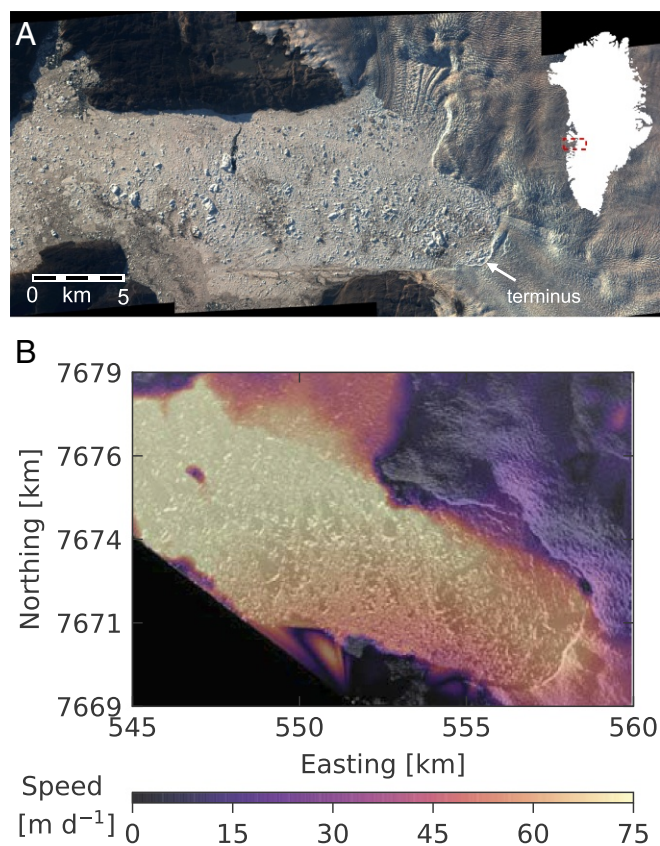 A
0 km 5
terminus
B
7679
7676
7674
7671
7669
Northing [km]
545 550 555 560
Easting [km]
Speed
[m d⁻¹]
0 15 30 45 60 75